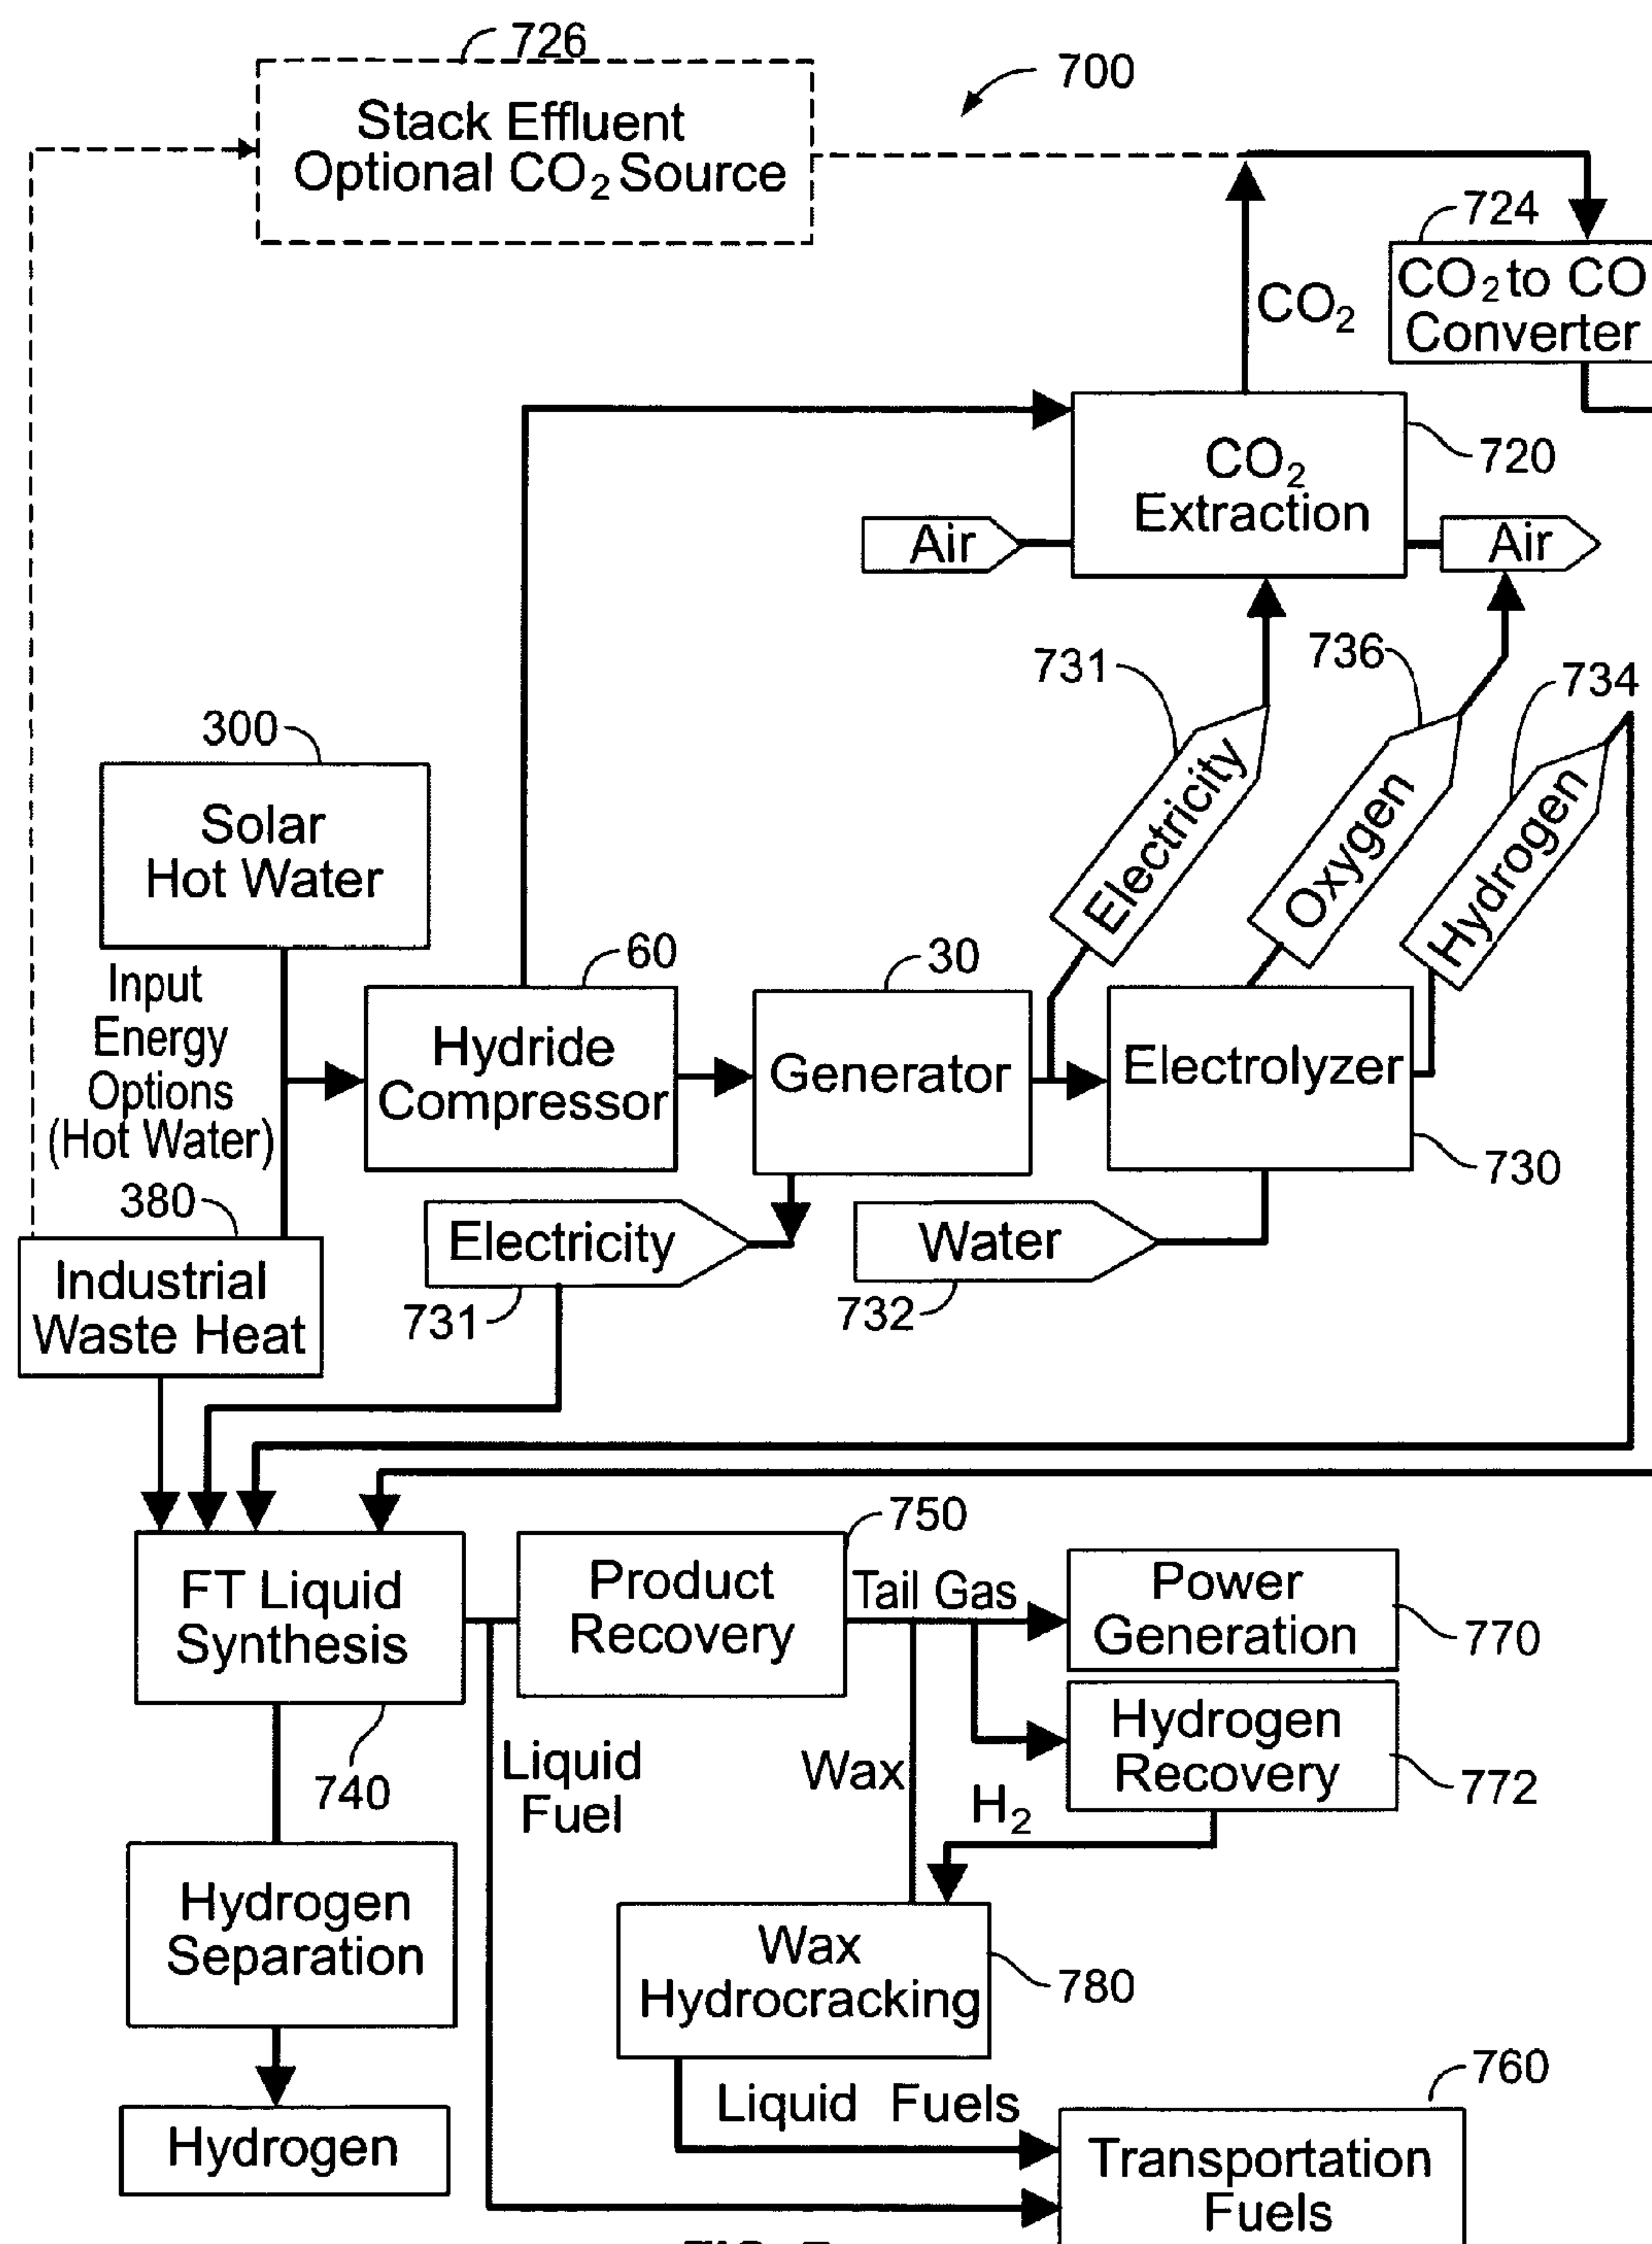 726
700
Stack Effluent
Optional CO₂ Source
724
CO₂ to CO
Converter
CO₂
CO₂
Extraction
720
Air
Air
731
736
734
300
Solar
Hot Water
Electricity
Oxygen
Hydrogen
Input
Energy
Options
(Hot Water)
60
30
Hydride
Compressor
Generator
Electrolyzer
730
380
Industrial
Waste Heat
Electricity
731
Water
732
750
FT Liquid
Synthesis
Product
Recovery
Tail Gas
Power
Generation
770
740
Liquid
Fuel
Wax
H₂
Hydrogen
Recovery
772
Hydrogen
Separation
Wax
Hydrocracking
780
760
Liquid Fuels
Hydrogen
Transportation
Fuels